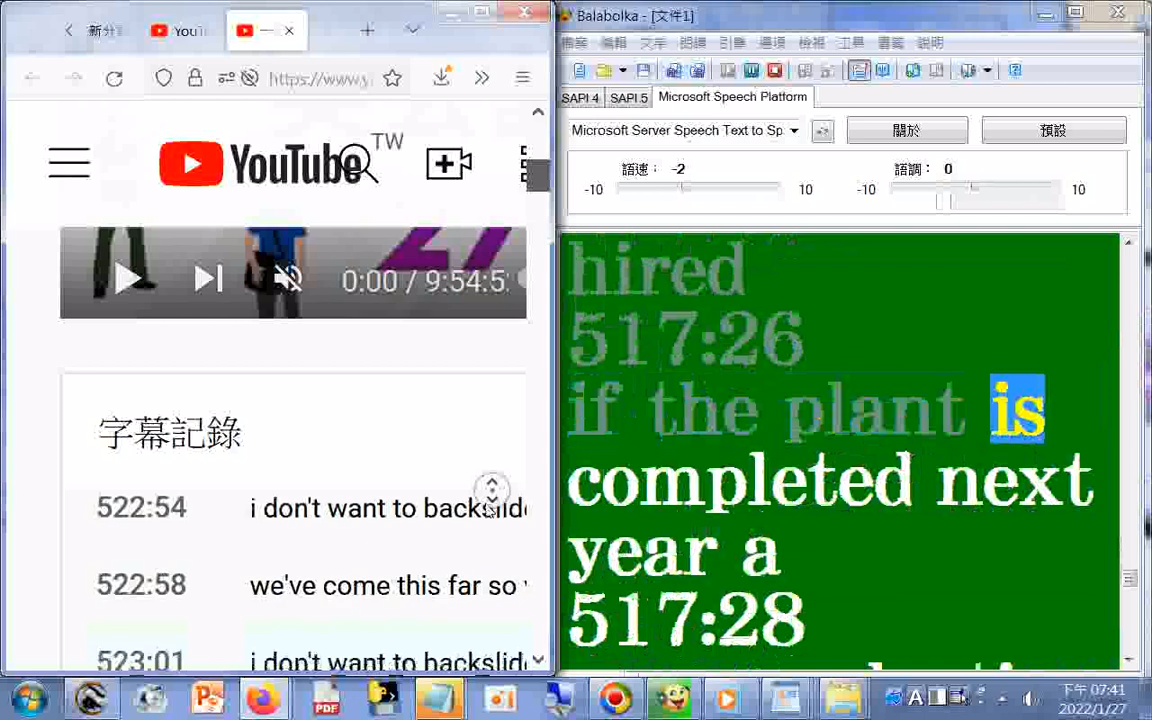 YouT
https://www.y
YouTube
TW
0:00 / 9:54:5
字幕記錄
522:54
i don't want to backslide
522:58
we've come this far so
523:01
i don't want to backslide
Balabolka - [文件1]
檔案
編輯
文字
朗讀
引擎
選項
檢視
工具
書籤
說明
SAPI 4
SAPI 5
Microsoft Speech Platform
Microsoft Server Speech Text to Sp
關於
預設
語速: -2
-10
10
語調: 0
-10
10
hired
517:26
if the plant is
completed next
year a
517:28
PDF
A
下午 07:41
2022/1/27